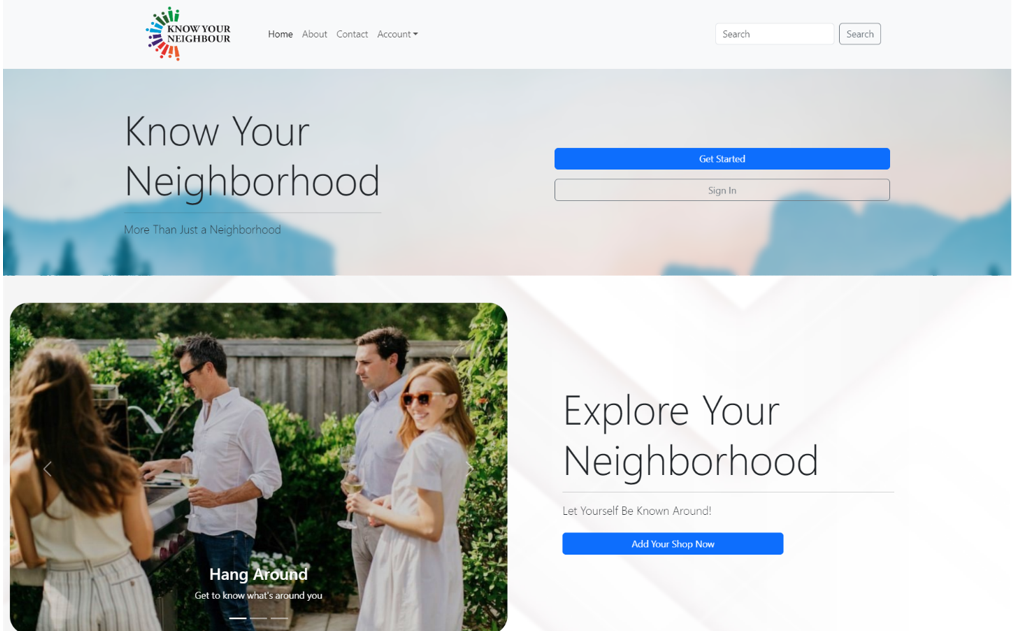 KNOW YOUR
NEIGHBOUR
Home About Contact Account
Search Search
Know Your
Neighborhood
More Than Just a Neighborhood
Get Started
Sign In
Hang Around
Get to know what's around you
Explore Your
Neighborhood
Let Yourself Be Known Around!
Add Your Shop Now